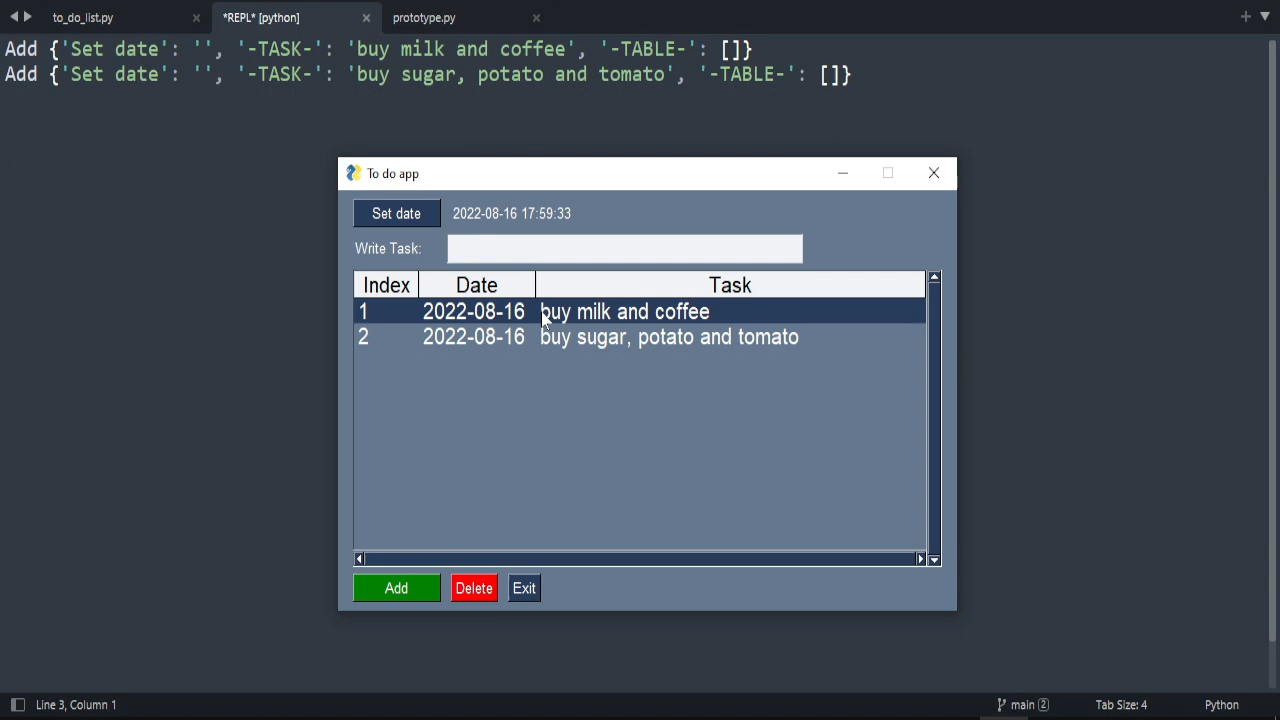 to_do_list.py × *REPL* [python] × prototype.py ×
Add {'Set date': '', '-TASK-': 'buy milk and coffee', '-TABLE-': []}
Add {'Set date': '', '-TASK-': 'buy sugar, potato and tomato', '-TABLE-': []}
To do app
Set date 2022-08-16 17:59:33
Write Task:
Index Date Task
1 2022-08-16 buy milk and coffee
2 2022-08-16 buy sugar, potato and tomato
Add Delete Exit
Line 3, Column 1 main 2 Tab Size: 4 Python